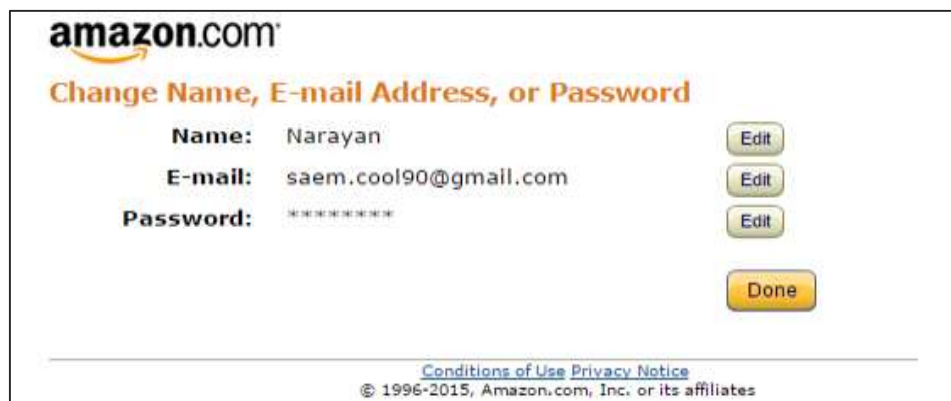 amazon.com
Change Name, E-mail Address, or Password
Name: Narayan Edit
E-mail: saem.cool90@gmail.com Edit
Password: ******** Edit
Done
Conditions of Use Privacy Notice
© 1996-2015, Amazon.com, Inc. or its affiliates